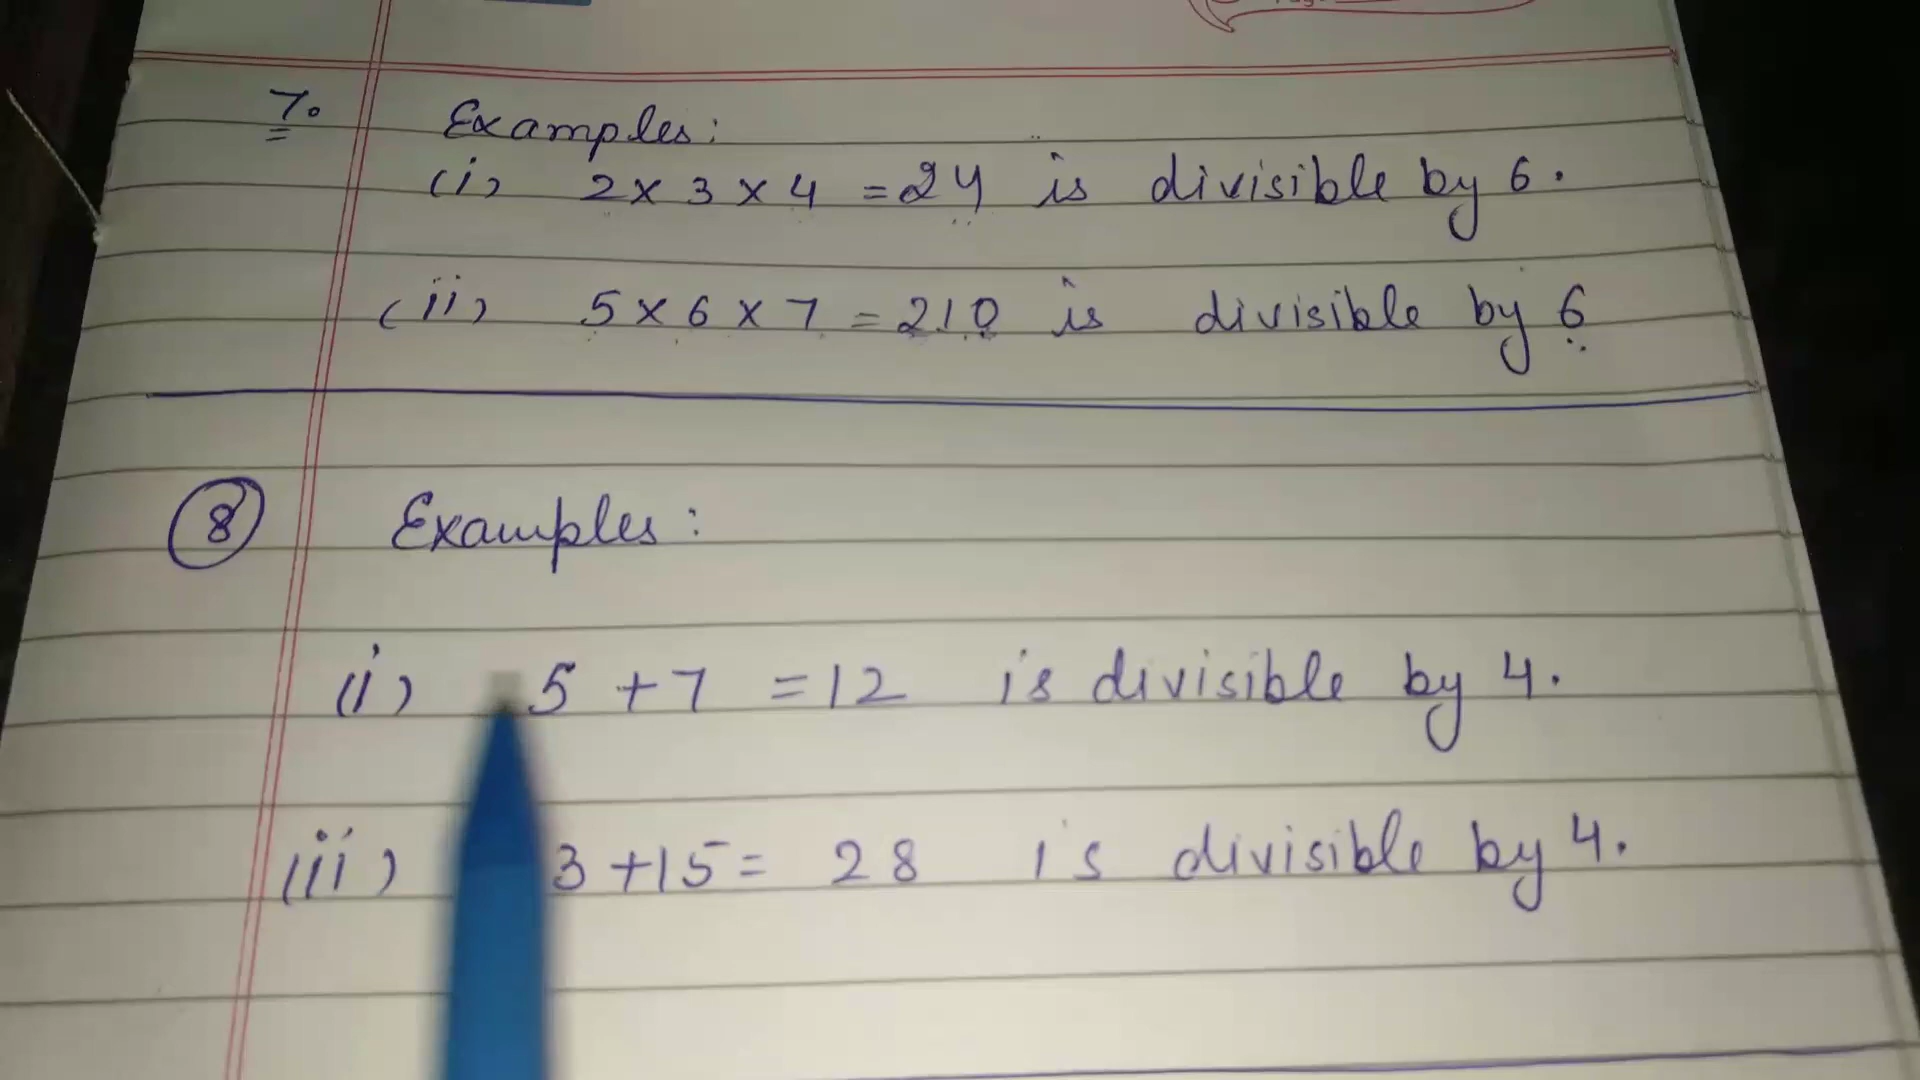 7. Examples:
(i) 2 x 3 x 4 = 24 is divisible by 6.
(ii) 5 x 6 x 7 = 210 is divisible by 6
8 Examples:
(i) 5 + 7 = 12 is divisible by 4.
(ii) 3 + 15 = 28 is divisible by 4.